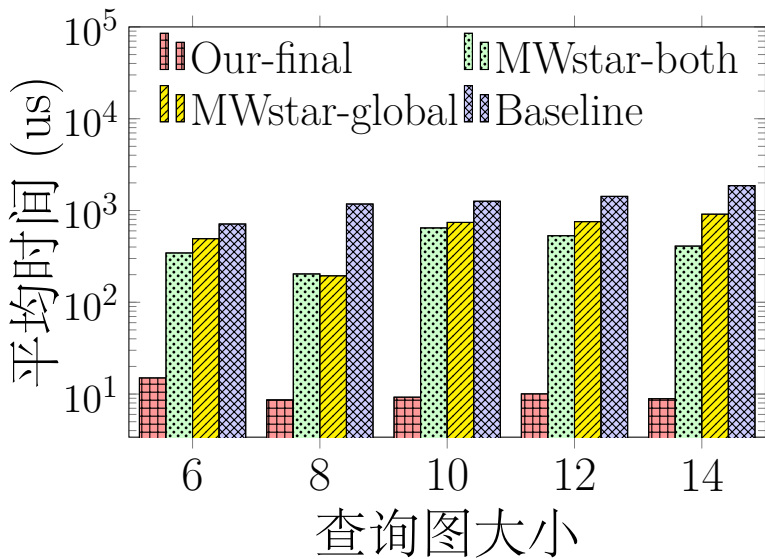 10^5
Our-final
MWstar-both
MWstar-global
Baseline
10^4
10^3
10^2
10^1
平均时间 (us)
6 8 10 12 14
查询图大小